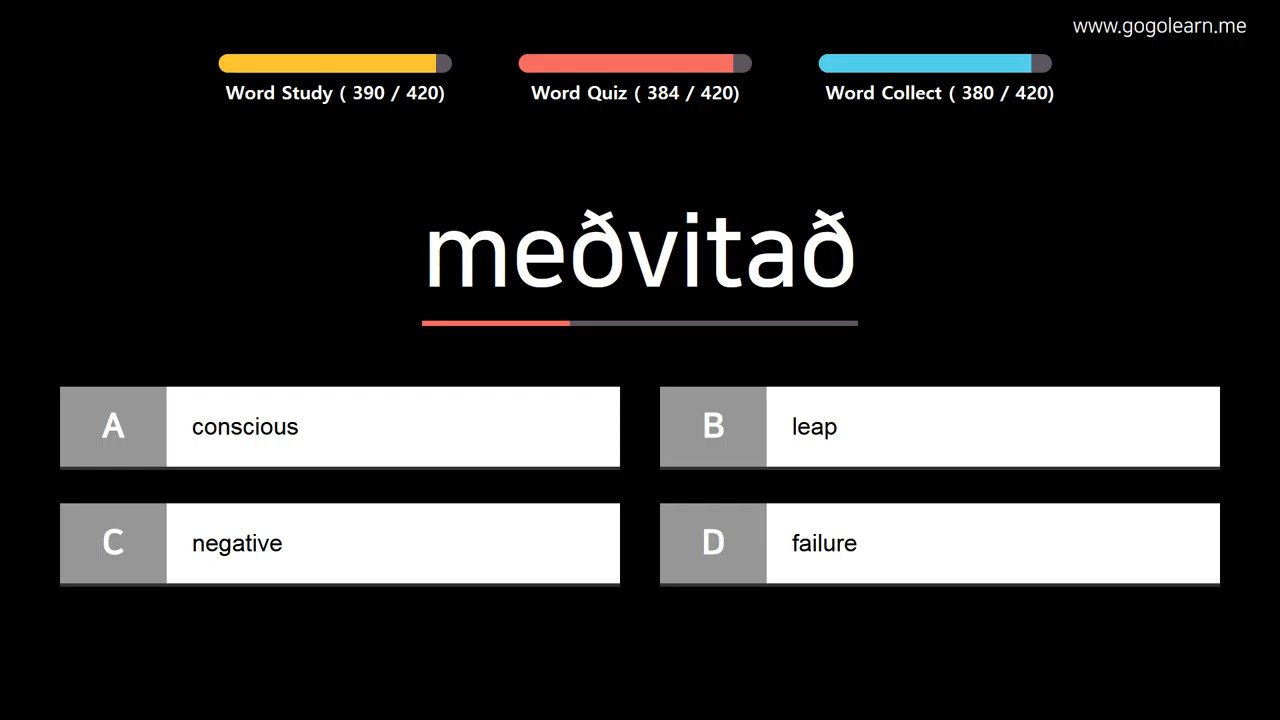 www.gogolearn.me
Word Study ( 390 / 420)
Word Quiz ( 384 / 420)
Word Collect ( 380 / 420)
meðvitað
A conscious
B leap
C negative
D failure